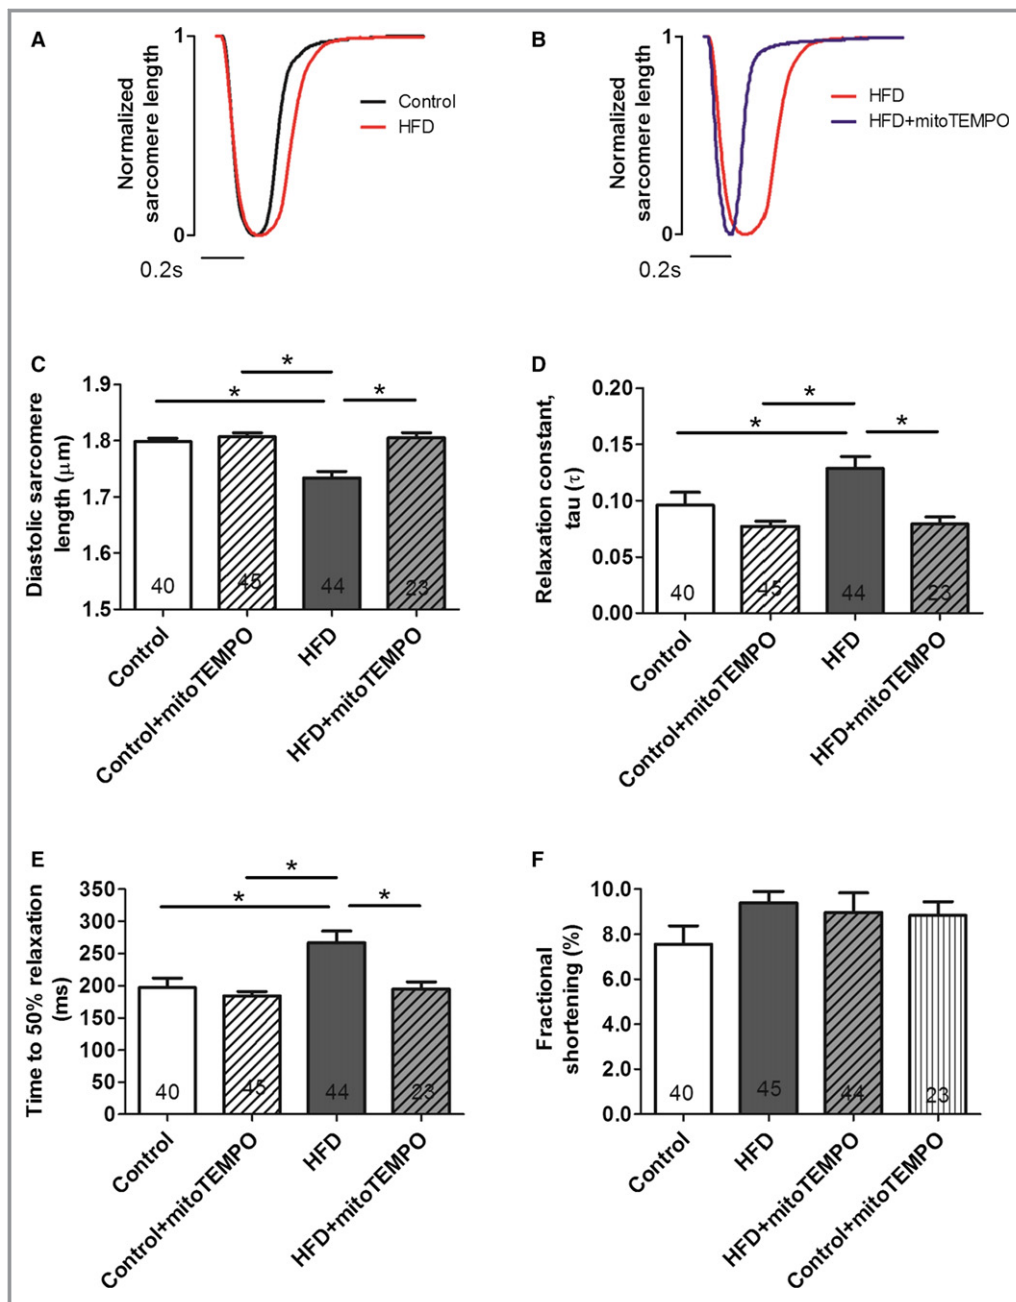 A
1
Normalized
sarcomere length
0
0.2s
Control
HFD
B
1
Normalized
sarcomere length
0
0.2s
HFD
HFD+mitoTEMPO
C
Diastolic sarcomere
length (μm)
1.9
1.8
1.7
1.6
1.5
*
*
*
40
45
44
23
Control
Control+mitoTEMPO
HFD
HFD+mitoTEMPO
D
Relaxation constant,
tau (τ)
0.20
0.15
0.10
0.05
0.00
*
*
*
40
45
44
23
Control
Control+mitoTEMPO
HFD
HFD+mitoTEMPO
E
Time to 50% relaxation
(ms)
350
300
250
200
150
100
50
0
*
*
*
40
45
44
23
Control
Control+mitoTEMPO
HFD
HFD+mitoTEMPO
F
Fractional
shortening (%)
10.0
8.0
6.0
4.0
2.0
0.0
40
45
44
23
Control
HFD
HFD+mitoTEMPO
Control+mitoTEMPO